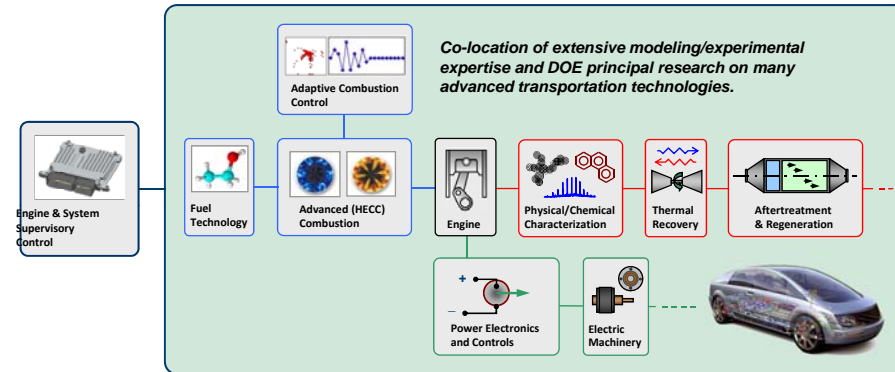 Co-location of extensive modeling/experimental
expertise and DOE principal research on many
advanced transportation technologies.
Adaptive Combustion
Control
Engine & System
Supervisory
Control
Fuel
Technology
Advanced (HECC)
Combustion
Engine
Physical/Chemical
Characterization
Thermal
Recovery
Aftertreatment
& Regeneration
+
–
Power Electronics
and Controls
Electric
Machinery